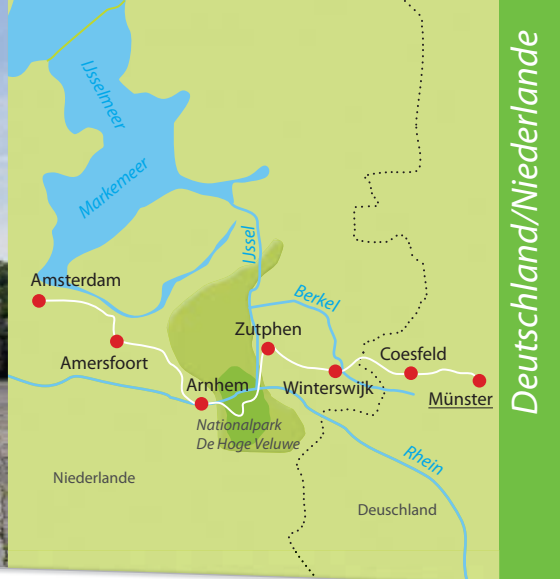 IJsselmeer
Markemeer
Amsterdam
IJssel
Berkel
Zutphen
Amersfoort
Coesfeld
Arnhem
Winterswijk
Münster
Nationalpark
De Hoge Veluwe
Rhein
Niederlande
Deuschland
Deutschland/Niederlande